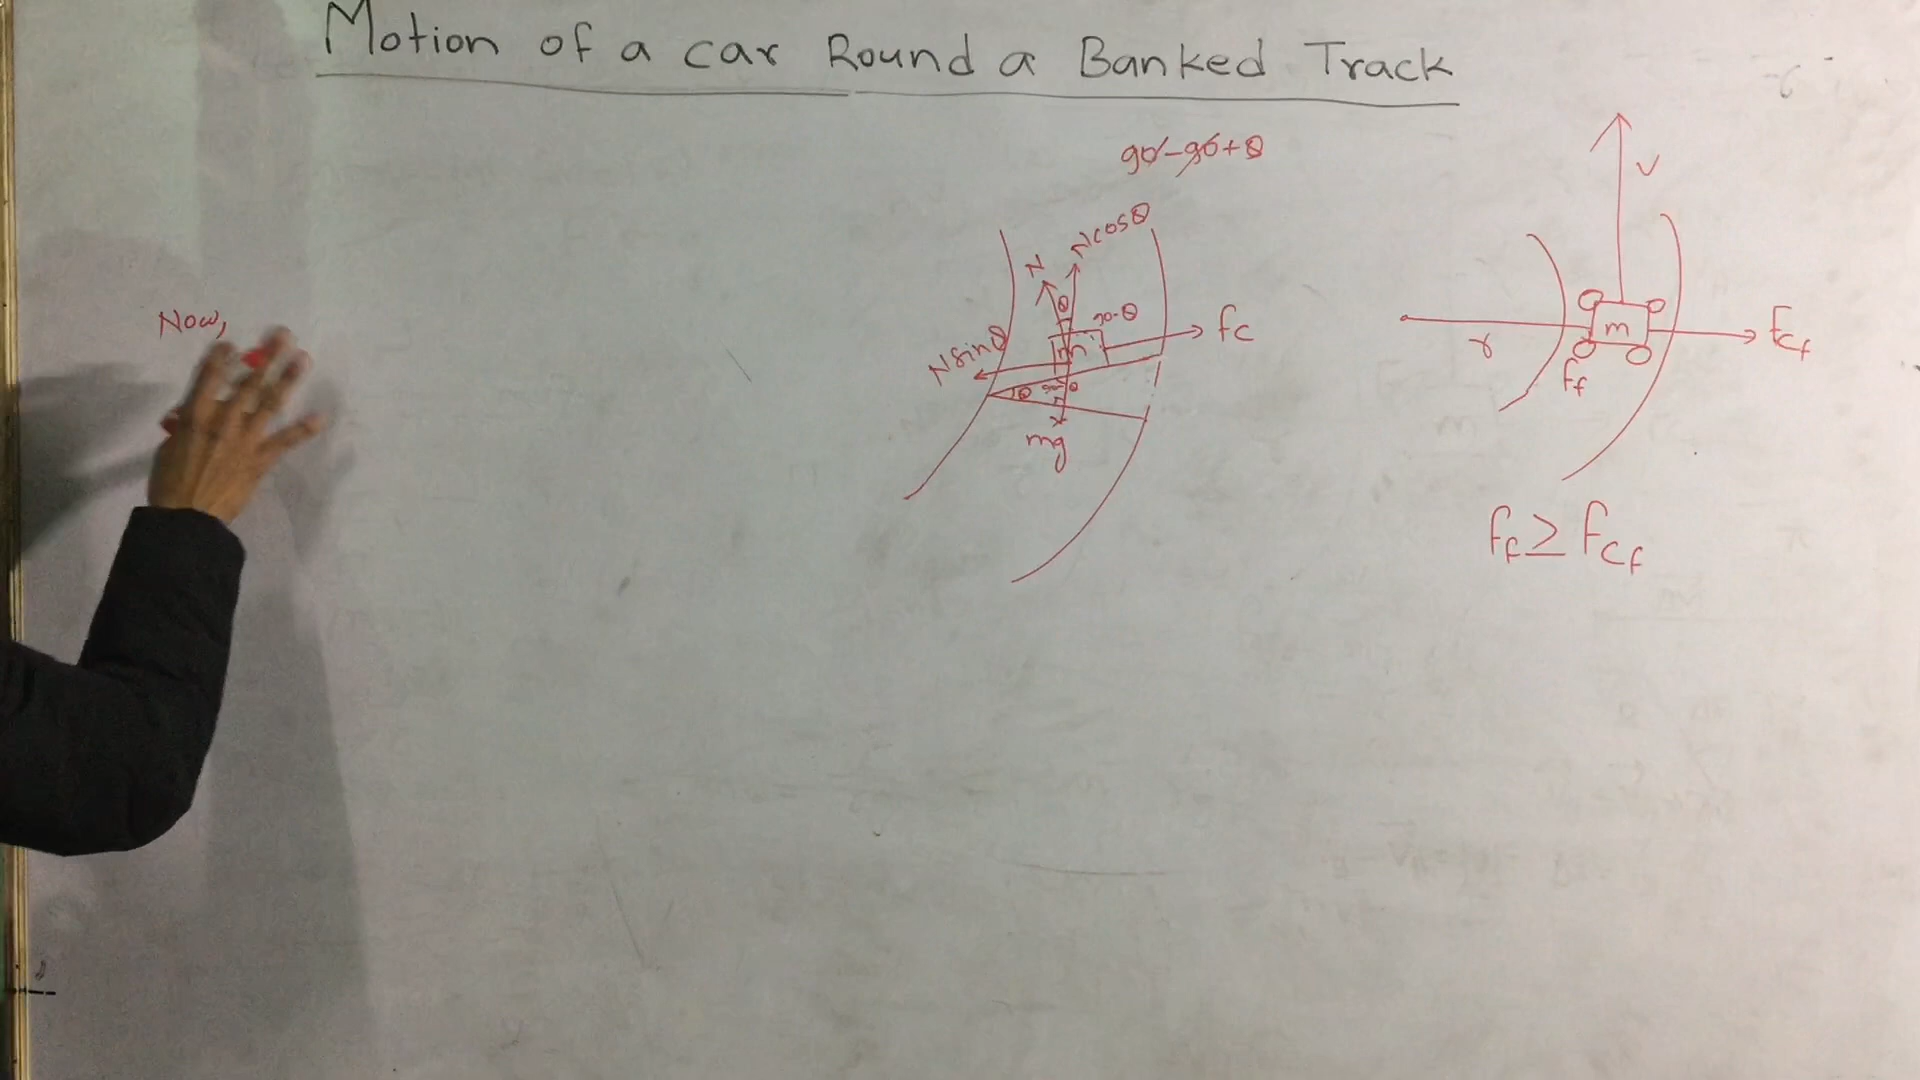 Motion of a car Round a Banked Track
90-90+θ
V
N
Ncosθ
θ
90-θ
fc
Nsinθ
m
θ
θ
mg
Now,
m
r
Ff
Fcf
Ff ≥ Fcf